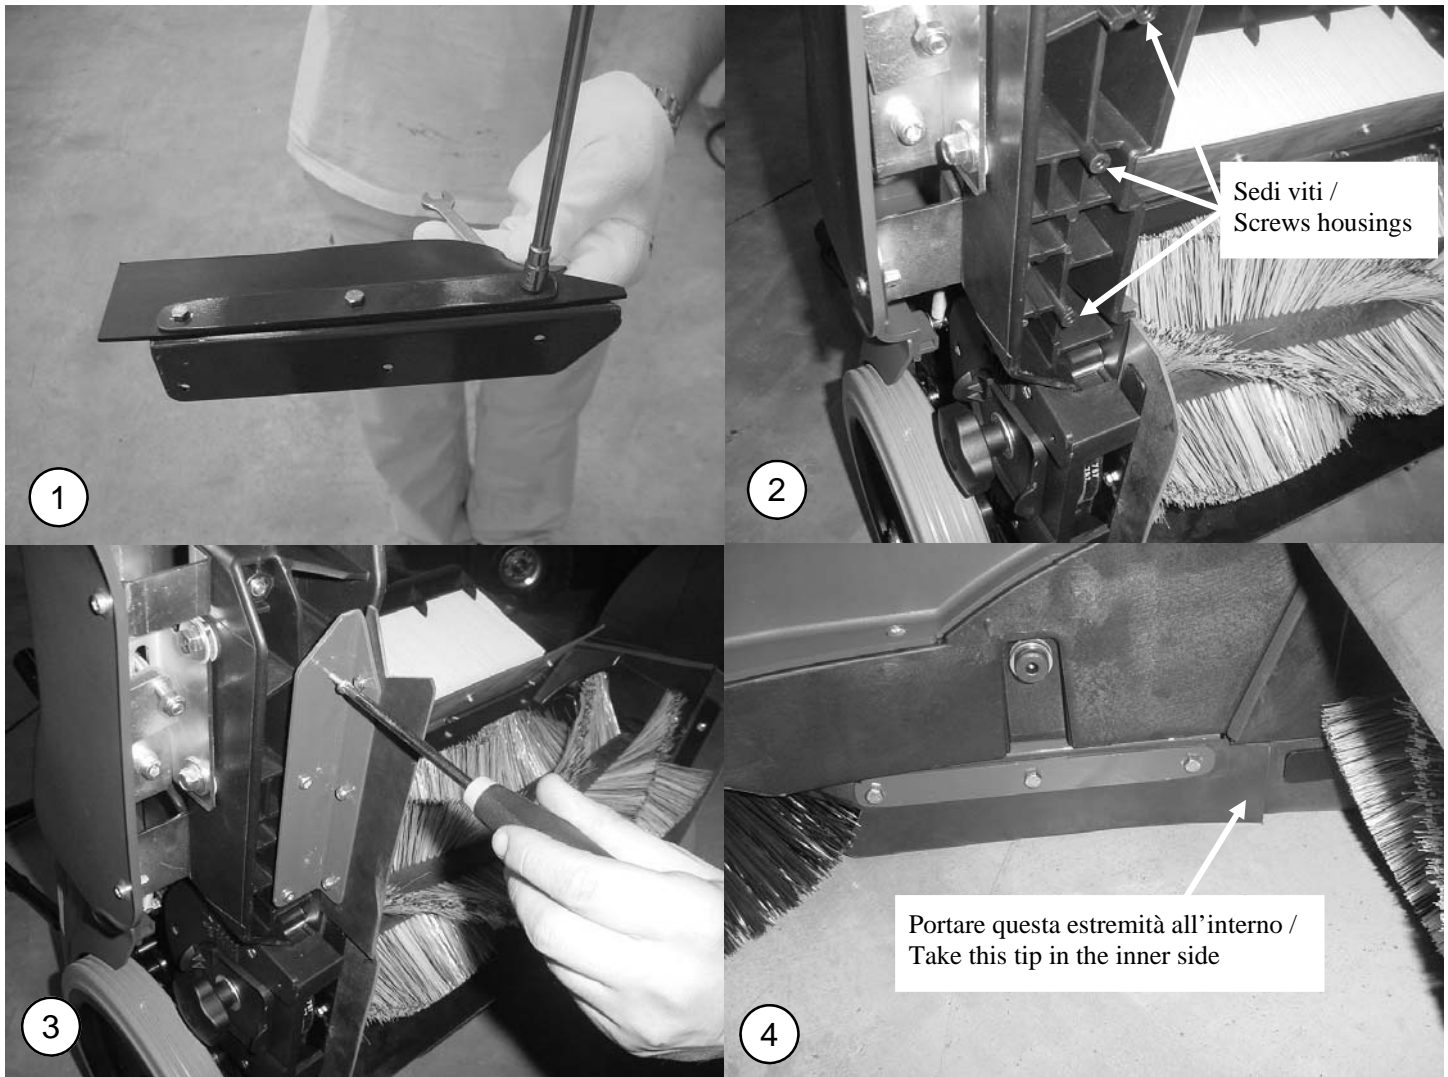 1
2
Sedi viti /
Screws housings
3
4
Portare questa estremità all’interno /
Take this tip in the inner side